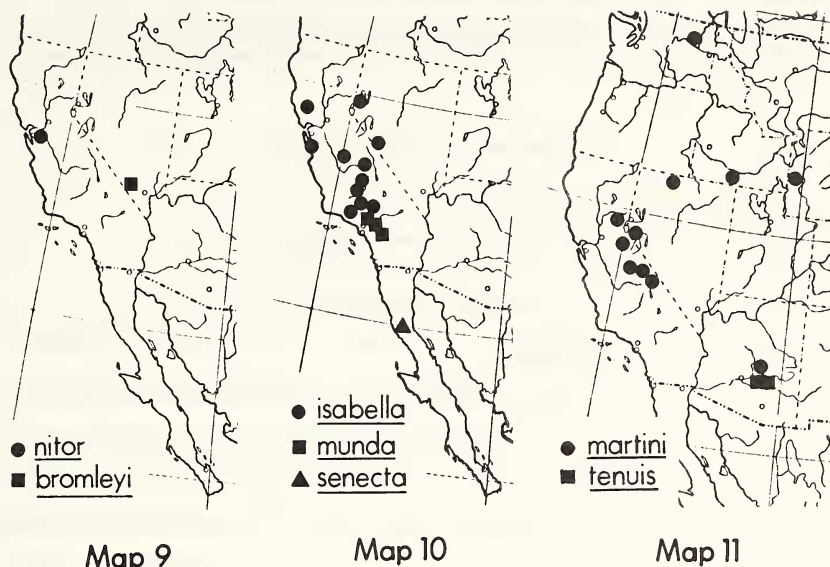 nitor
bromleyi
Map 9
isabella
munda
senecta
Map 10
martini
tenuis
Map 11